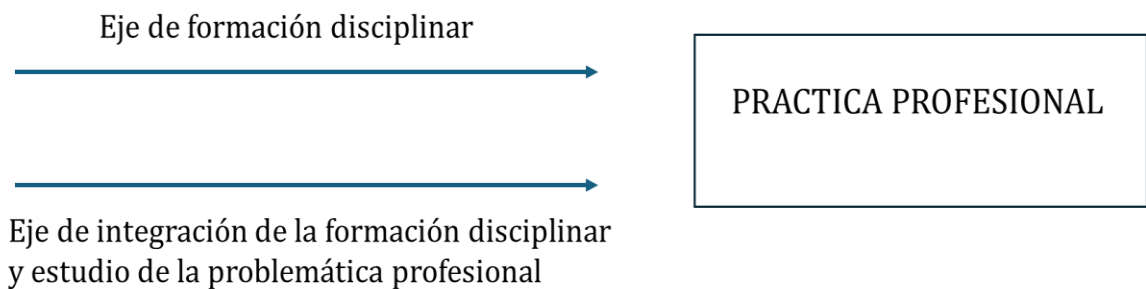 Eje de formación disciplinar
PRACTICA PROFESIONAL
Eje de integración de la formación disciplinar
y estudio de la problemática profesional